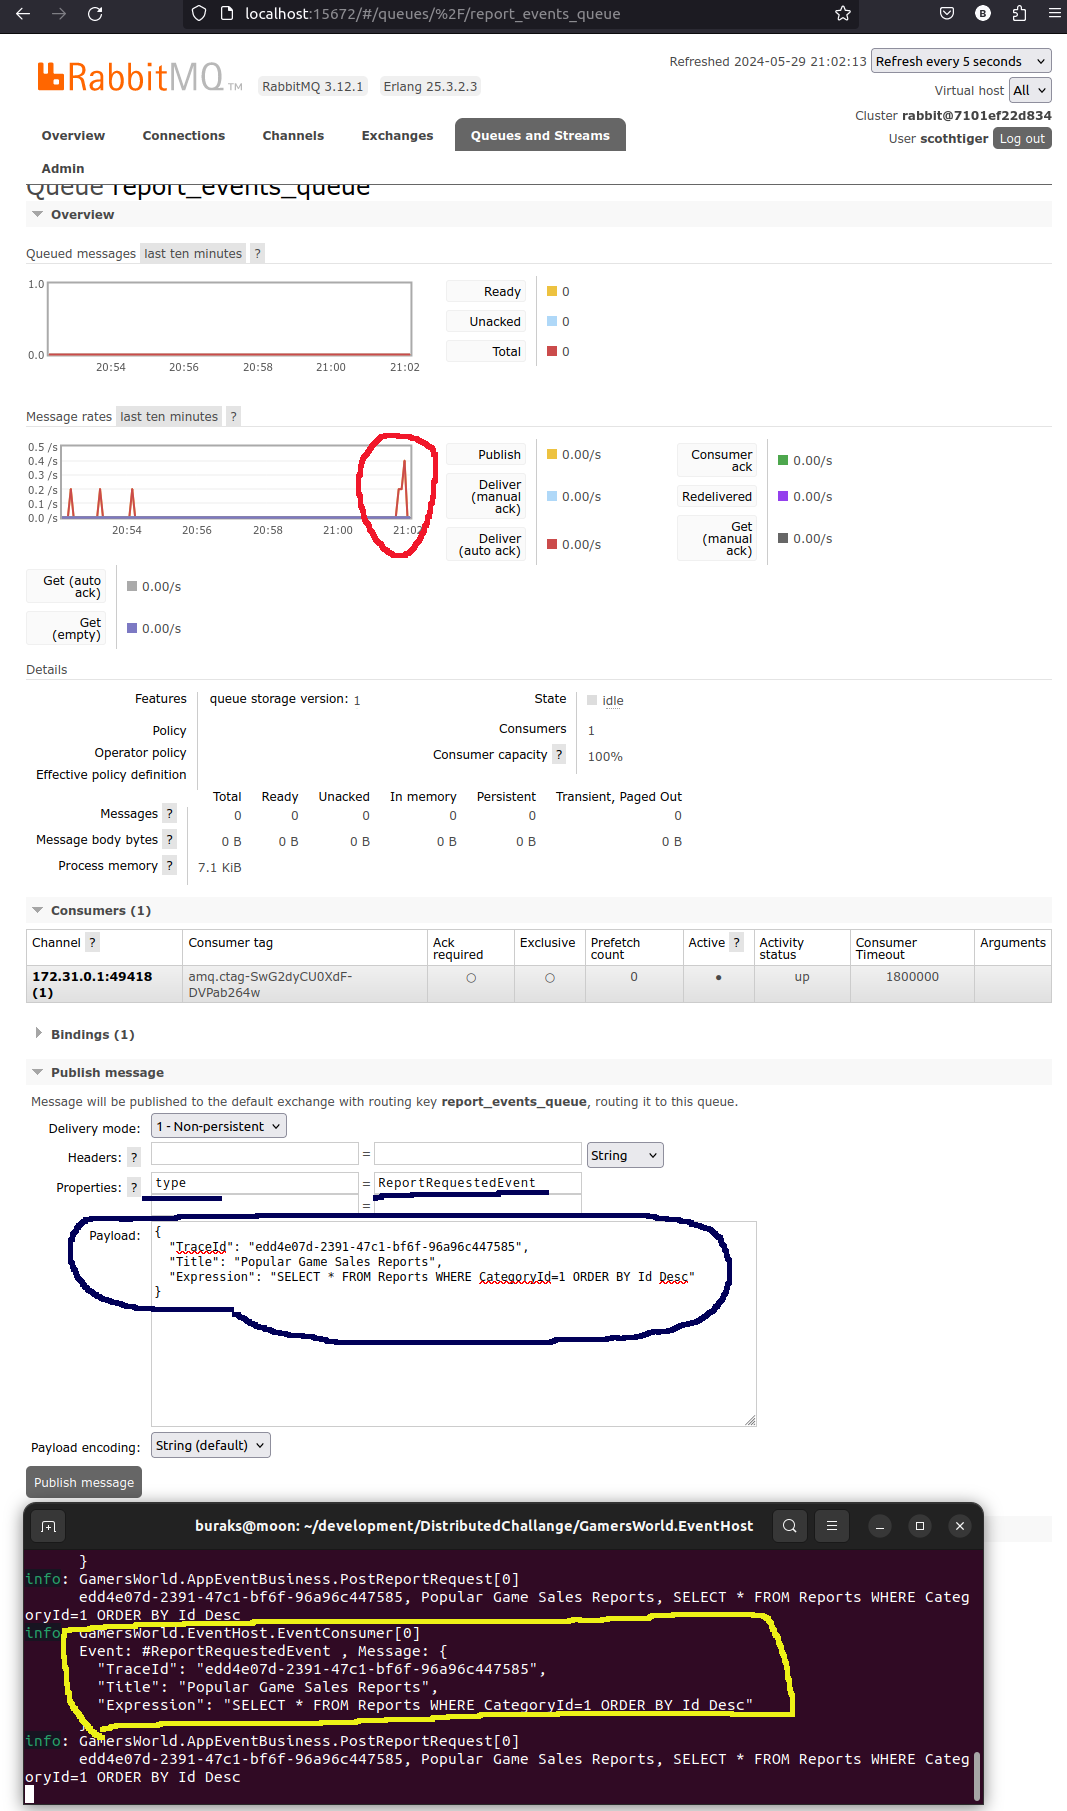 localhost:15672/#/queues/%2F/report_events_queue
B
RabbitMQ TM RabbitMQ 3.12.1 Erlang 25.3.2.3
Refreshed 2024-05-29 21:02:13 Refresh every 5 seconds
Virtual host All
Cluster rabbit@7101ef22d834
User scothtiger Log out
Overview Connections Channels Exchanges Queues and Streams
Admin
Queue report_events_queue
Overview
Queued messages last ten minutes ?
1.0
0.0
20:54 20:56 20:58 21:00 21:02
Ready 0
Unacked 0
Total 0
Message rates last ten minutes ?
0.5 /s
0.4 /s
0.3 /s
0.2 /s
0.1 /s
0.0 /s
20:54 20:56 20:58 21:00 21:02
Publish 0.00/s
Deliver (manual ack) 0.00/s
Deliver (auto ack) 0.00/s
Consumer ack 0.00/s
Redelivered 0.00/s
Get (manual ack) 0.00/s
Get (auto ack) 0.00/s
Get (empty) 0.00/s
Details
Features queue storage version: 1
Policy
Operator policy
Effective policy definition
State idle
Consumers 1
Consumer capacity ? 100%
Total Ready Unacked In memory Persistent Transient, Paged Out
Messages ? 0 0 0 0 0 0
Message body bytes ? 0 B 0 B 0 B 0 B 0 B 0 B
Process memory ? 7.1 KiB
Consumers (1)
Channel ? Consumer tag Ack required Exclusive Prefetch count Active ? Activity status Consumer Timeout Arguments
172.31.0.1:49418 (1) amq.ctag-SwG2dyCU0XdF-DVPab264w ○ ○ 0 ● up 1800000
Bindings (1)
Publish message
Message will be published to the default exchange with routing key report_events_queue, routing it to this queue.
Delivery mode: 1 - Non-persistent
Headers: ? = String
Properties: ? type = ReportRequestedEvent
=
Payload: {
"TraceId": "edd4e07d-2391-47c1-bf6f-96a96c447585",
"Title": "Popular Game Sales Reports",
"Expression": "SELECT * FROM Reports WHERE CategoryId=1 ORDER BY Id Desc"
}
Payload encoding: String (default)
Publish message
buraks@moon: ~/development/DistributedChallange/GamersWorld.EventHost
}
info: GamersWorld.AppEventBusiness.PostReportRequest[0]
edd4e07d-2391-47c1-bf6f-96a96c447585, Popular Game Sales Reports, SELECT * FROM Reports WHERE Categ
oryId=1 ORDER BY Id Desc
info: GamersWorld.EventHost.EventConsumer[0]
Event: #ReportRequestedEvent , Message: {
"TraceId": "edd4e07d-2391-47c1-bf6f-96a96c447585",
"Title": "Popular Game Sales Reports",
"Expression": "SELECT * FROM Reports WHERE CategoryId=1 ORDER BY Id Desc"
}
info: GamersWorld.AppEventBusiness.PostReportRequest[0]
edd4e07d-2391-47c1-bf6f-96a96c447585, Popular Game Sales Reports, SELECT * FROM Reports WHERE Categ
oryId=1 ORDER BY Id Desc